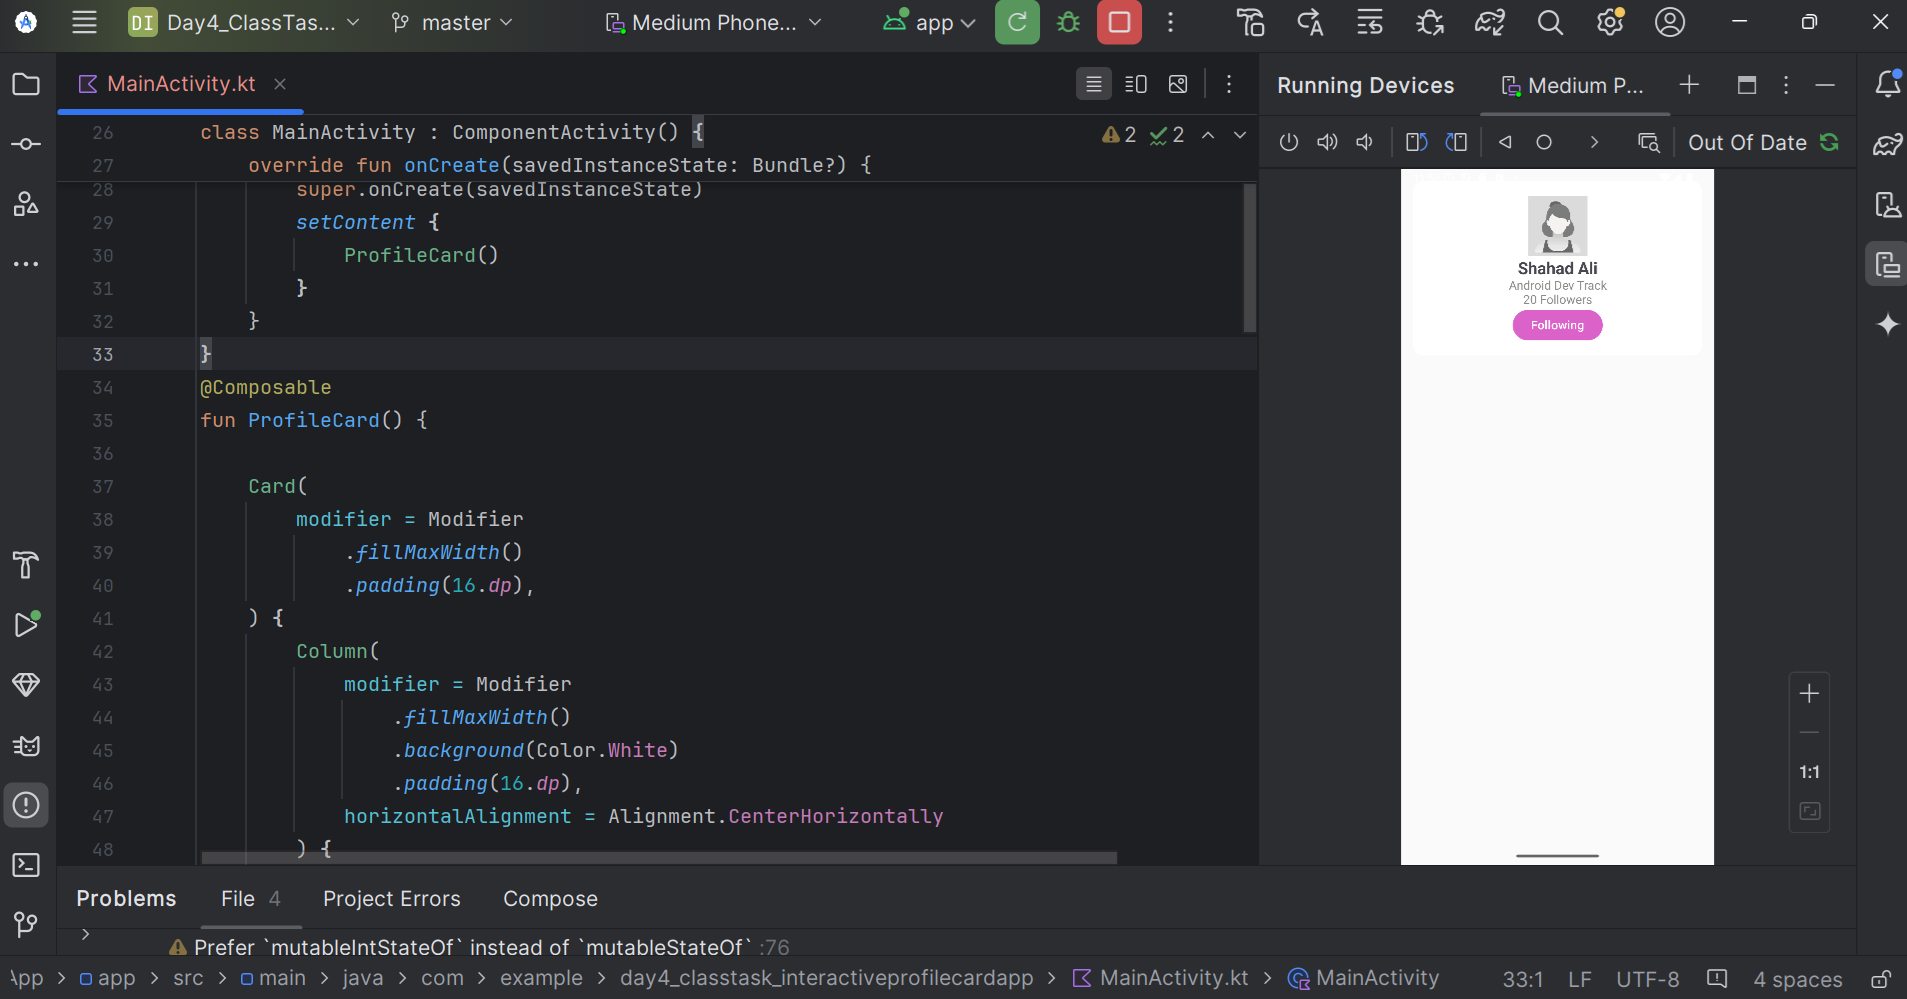 DI Day4_ClassTas... master Medium Phone... app
MainActivity.kt
Running Devices Medium P...
Out Of Date
2 2
26 class MainActivity : ComponentActivity() {
27 override fun onCreate(savedInstanceState: Bundle?) {
28 super.onCreate(savedInstanceState)
29 setContent {
30 ProfileCard()
31 }
32 }
33 }
34 @Composable
35 fun ProfileCard() {
36
37 Card(
38 modifier = Modifier
39 .fillMaxWidth()
40 .padding(16.dp),
41 ) {
42 Column(
43 modifier = Modifier
44 .fillMaxWidth()
45 .background(Color.White)
46 .padding(16.dp),
47 horizontalAlignment = Alignment.CenterHorizontally
48 ) {
Shahad Ali
Android Dev Track
20 Followers
Following
1:1
Problems File 4 Project Errors Compose
Prefer `mutableIntStateOf` instead of `mutableStateOf` :76
App > app > src > main > java > com > example > day4_classtask_interactiveprofilecardapp > MainActivity.kt > MainActivity 33:1 LF UTF-8 4 spaces